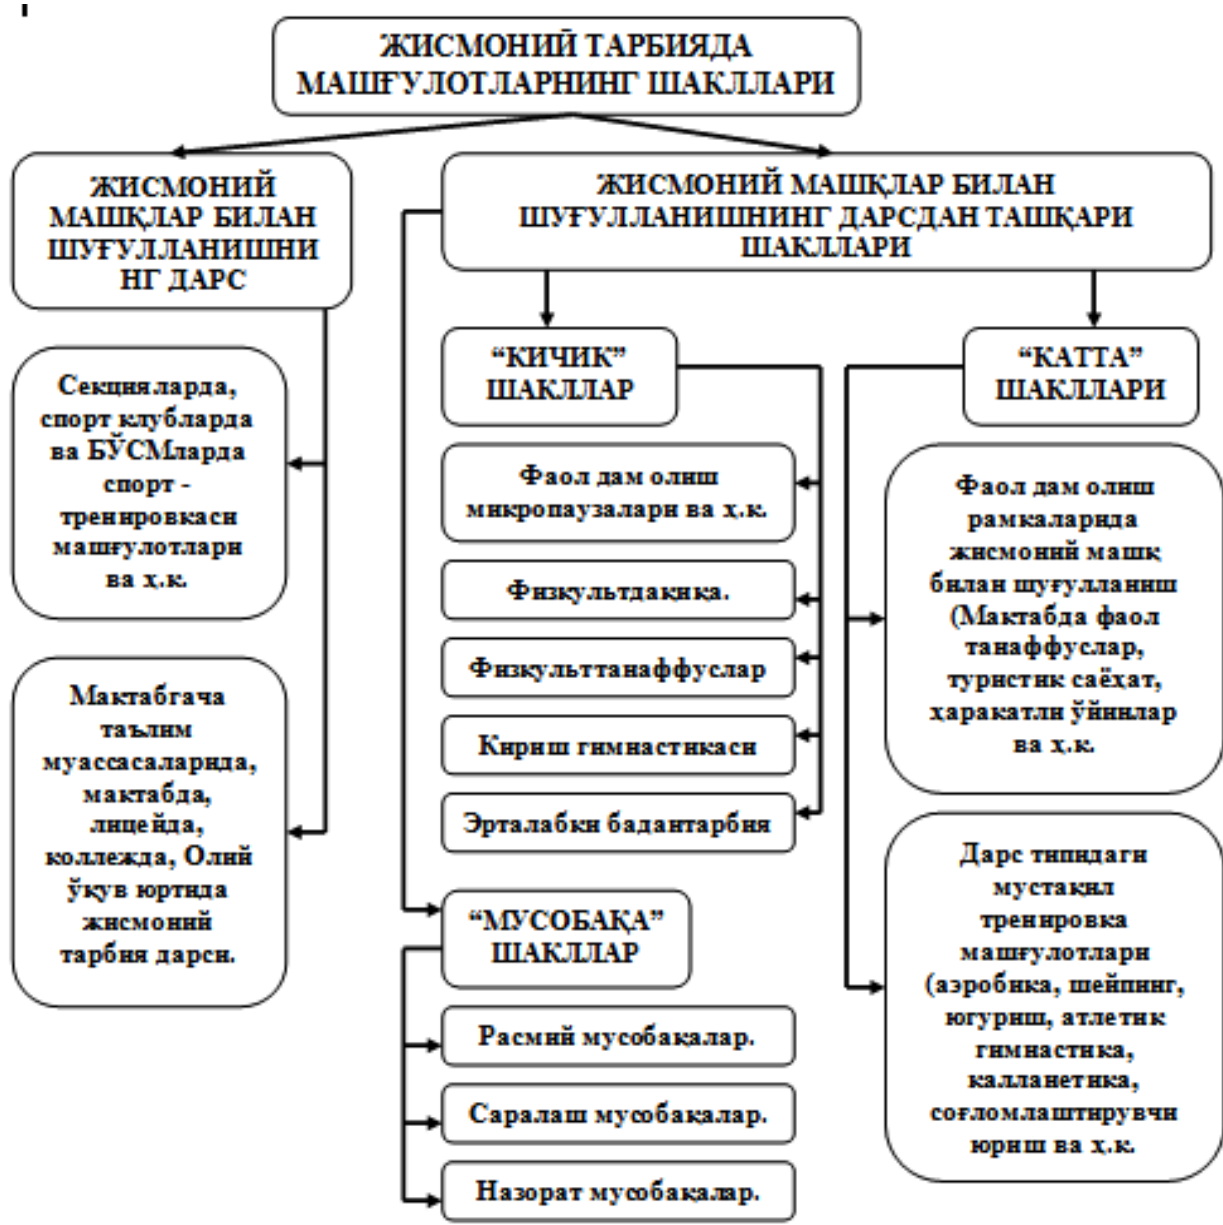 ЖИСМОНИЙ ТАРБИЯДА
МАШҒУЛОТЛАРНИНГ ШАКЛЛАРИ
ЖИСМОНИЙ
МАШҚЛАР БИЛАН
ШУҒУЛЛАНИШНИ
НГ ДАРС
Секцияларда,
спорт клубларда
ва БЎСМларда
спорт -
тренировкаси
машғулотлари
ва ҳ.к.
Мактабгача
таълим
муассасаларида,
мактабда,
лицейда,
коллежда, Олий
ўқув юртида
жисмоний
тарбия дарси.
ЖИСМОНИЙ МАШҚЛАР БИЛАН
ШУҒУЛЛАНИШНИНГ ДАРСДАН ТАШҚАРИ
ШАКЛЛАРИ
“КИЧИК”
ШАКЛЛАР
Фаол дам олиш
микропаузалари ва ҳ.к.
Физкультдақиқа.
Физкульттанаффуслар
Кириш гимнастикаси
Эрталабки бадантарбия
“МУСОБАҚА”
ШАКЛЛАР
Расмий мусобақалар.
Саралаш мусобақалар.
Назорат мусобақалар.
“КАТТА”
ШАКЛЛАРИ
Фаол дам олиш
рамкаларида
жисмоний машқ
билан шуғулланиш
(Мактабда фаол
танаффуслар,
туристик саёҳат,
ҳаракатли ўйинлар
ва ҳ.к.
Дарс типидаги
мустақил
тренировка
машғулотлари
(аэробика, шейпинг,
югуриш, атлетик
гимнастика,
калланетика,
соғломлаштирувчи
юриш ва ҳ.к.